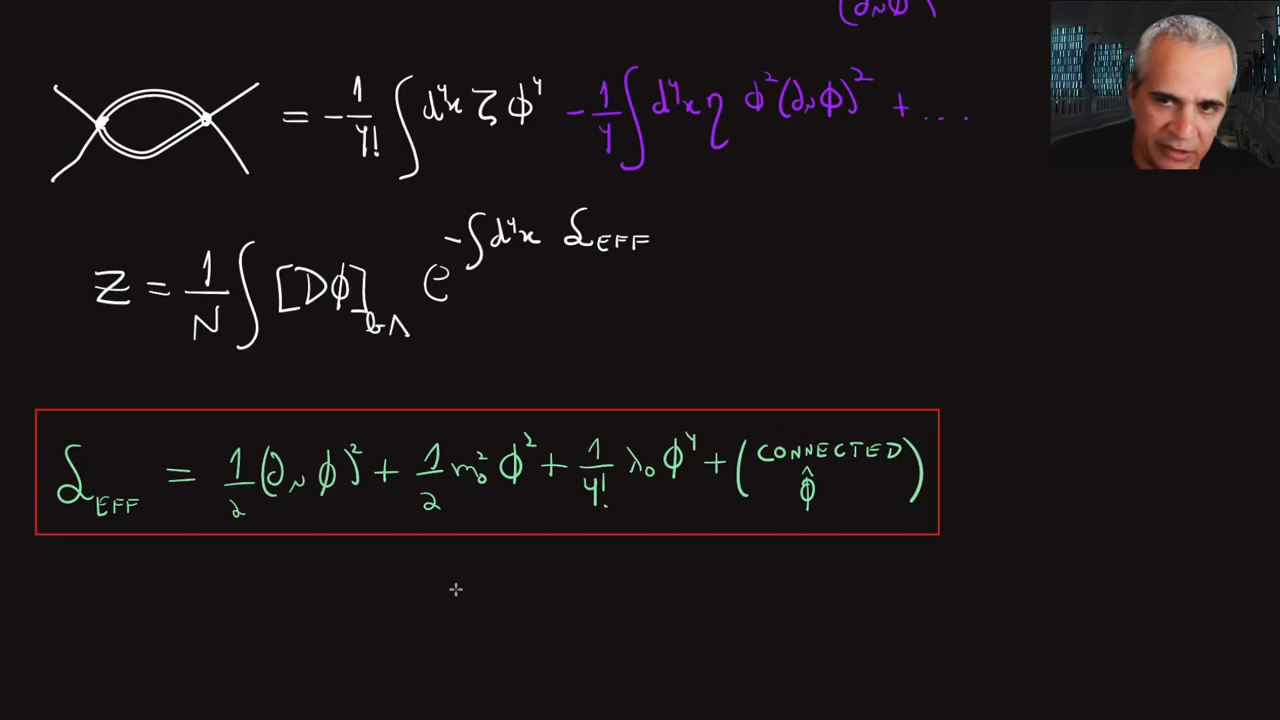 (∂μϕ)
= -1/4! ∫ d⁴x ζ ϕ⁴ -1/4 ∫ d⁴x η ϕ²(∂μϕ)² + ...
Z = 1/N ∫ [Dϕ]bΛ e^{-∫d⁴x ℒEFF}
ℒEFF = 1/2 (∂μϕ)² + 1/2 m₀² ϕ² + 1/4! λ₀ ϕ⁴ + (CONNECTED ϕ̂)